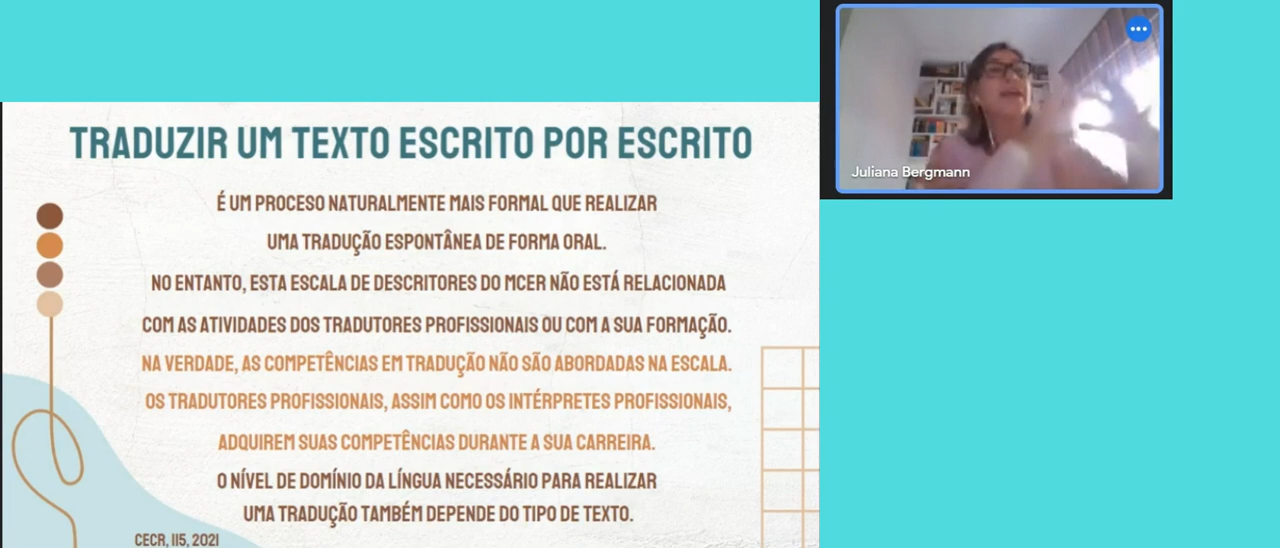 TRADUZIR UM TEXTO ESCRITO POR ESCRITO
É UM PROCESO NATURALMENTE MAIS FORMAL QUE REALIZAR
UMA TRADUÇÃO ESPONTÂNEA DE FORMA ORAL.
NO ENTANTO, ESTA ESCALA DE DESCRITORES DO MCER NÃO ESTÁ RELACIONADA
COM AS ATIVIDADES DOS TRADUTORES PROFISSIONAIS OU COM A SUA FORMAÇÃO.
NA VERDADE, AS COMPETÊNCIAS EM TRADUÇÃO NÃO SÃO ABORDADAS NA ESCALA.
OS TRADUTORES PROFISSIONAIS, ASSIM COMO OS INTÉRPRETES PROFISSIONAIS,
ADQUIREM SUAS COMPETÊNCIAS DURANTE A SUA CARREIRA.
O NÍVEL DE DOMÍNIO DA LÍNGUA NECESSÁRIO PARA REALIZAR
UMA TRADUÇÃO TAMBÉM DEPENDE DO TIPO DE TEXTO.
CECR, 115, 2021
Juliana Bergmann